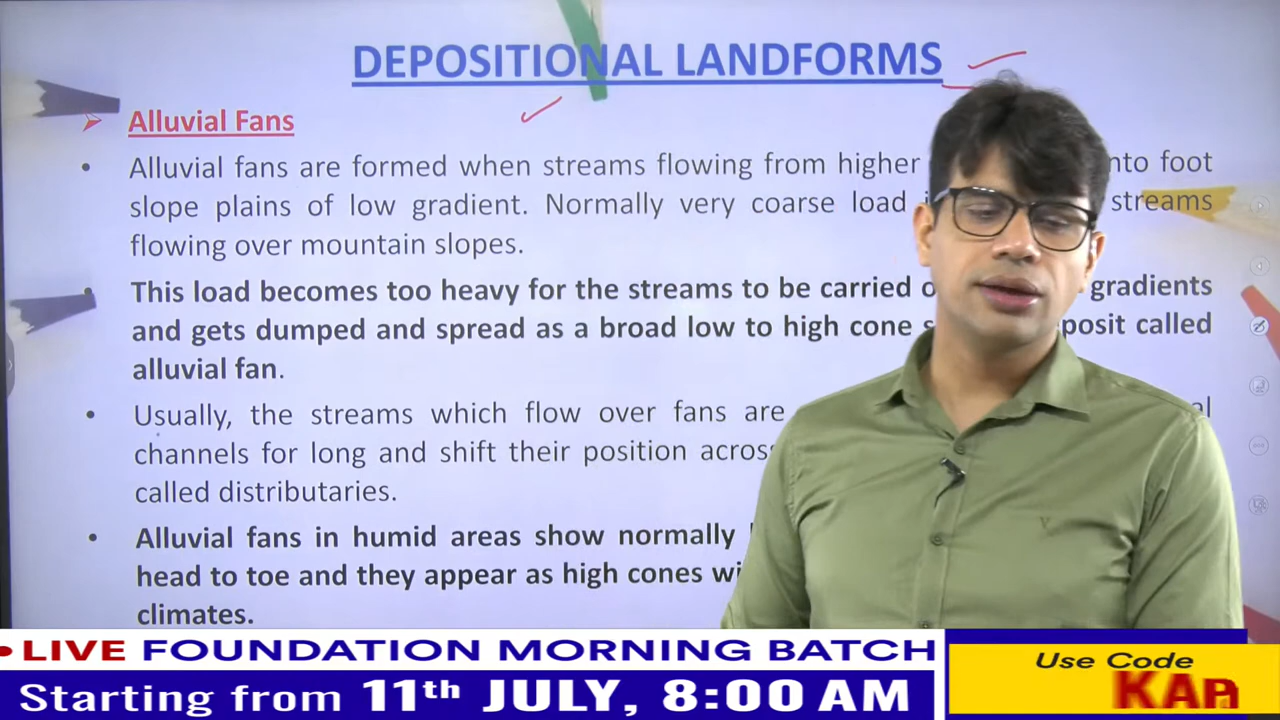 DEPOSITIONAL LANDFORMS
Alluvial Fans
• Alluvial fans are formed when streams flowing from higher nto foot
slope plains of low gradient. Normally very coarse load streams
flowing over mountain slopes.
• This load becomes too heavy for the streams to be carried gradients
and gets dumped and spread as a broad low to high cone posit called
alluvial fan.
• Usually, the streams which flow over fans are al
channels for long and shift their position across
called distributaries.
• Alluvial fans in humid areas show normally
head to toe and they appear as high cones
climates.
•LIVE FOUNDATION MORNING BATCH
Starting from 11th JULY, 8:00 AM
Use Code